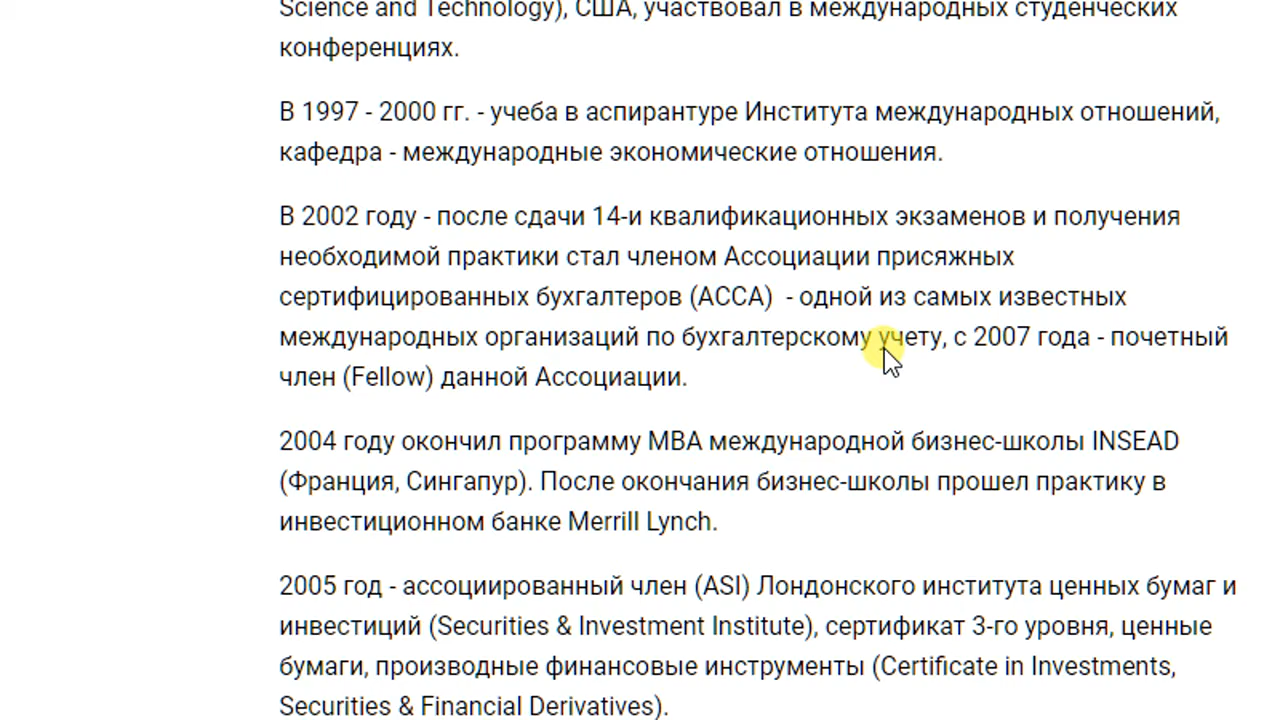 Science and Technology), США, участвовал в международных студенческих
конференциях.
В 1997 - 2000 гг. - учеба в аспирантуре Института международных отношений,
кафедра - международные экономические отношения.
В 2002 году - после сдачи 14-и квалификационных экзаменов и получения
необходимой практики стал членом Ассоциации присяжных
сертифицированных бухгалтеров (ACCA)  - одной из самых известных
международных организаций по бухгалтерскому учету, с 2007 года - почетный
член (Fellow) данной Ассоциации.
2004 году окончил программу MBA международной бизнес-школы INSEAD
(Франция, Сингапур). После окончания бизнес-школы прошел практику в
инвестиционном банке Merrill Lynch.
2005 год - ассоциированный член (ASI) Лондонского института ценных бумаг и
инвестиций (Securities & Investment Institute), сертификат 3-го уровня, ценные
бумаги, производные финансовые инструменты (Certificate in Investments,
Securities & Financial Derivatives).